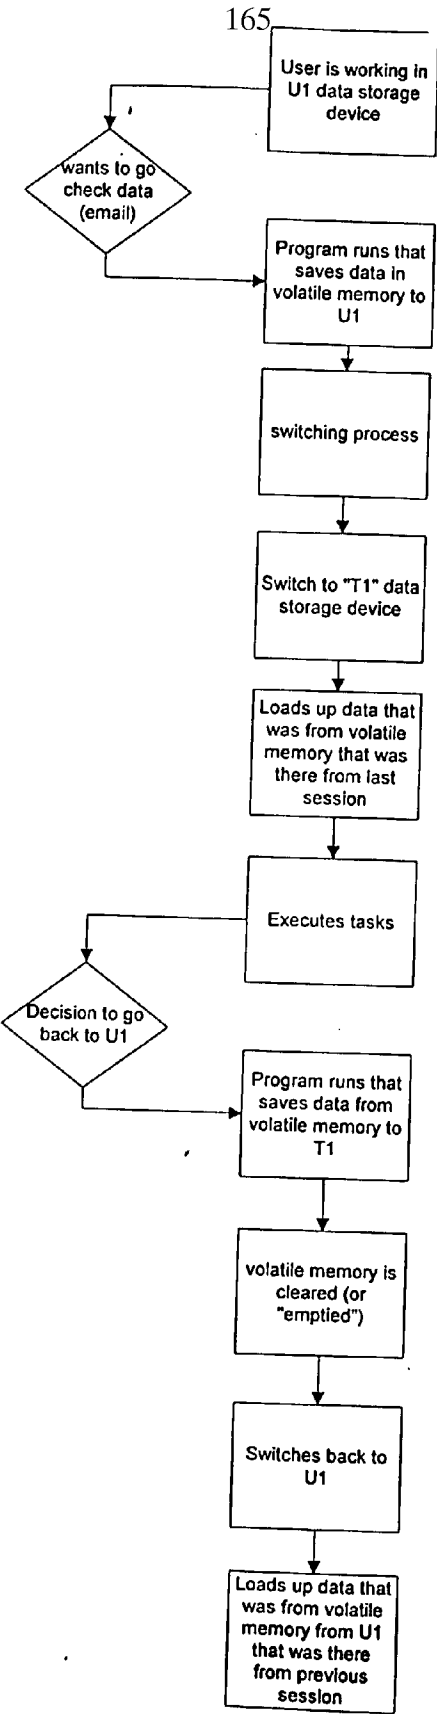 165
User is working in
U1 data storage
device
wants to go
check data
(email)
Program runs that
saves data in
volatile memory to
U1
switching process
Switch to "T1" data
storage device
Loads up data that
was from volatile
memory that was
there from last
session
Executes tasks
Decision to go
back to U1
Program runs that
saves data from
volatile memory to
T1
volatile memory is
cleared (or
"emptied")
Switches back to
U1
Loads up data that
was from volatile
memory from U1
that was there
from previous
session